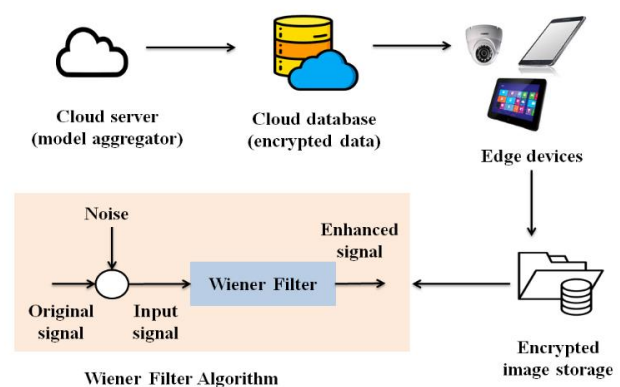 Cloud server
(model aggregator)
Cloud database
(encrypted data)
Edge devices
Noise
Enhanced
signal
Wiener Filter
Original
signal
Input
signal
Encrypted
image storage
Wiener Filter Algorithm